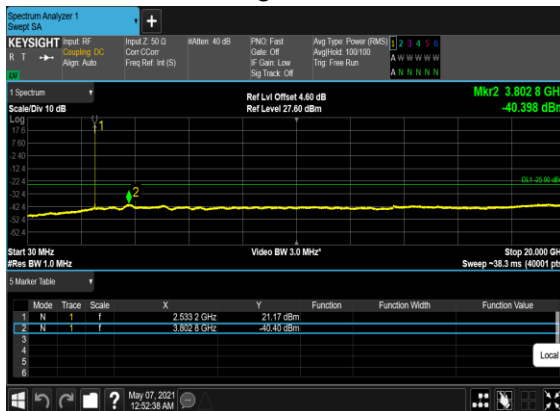 Spectrum Analyzer 1
Swept SA
+
KEYSIGHT
R T
Input: RF
Coupling: DC
Align: Auto
Input Z: 50 Ω
Corr CCorr
Freq Ref: Int (S)
#Atten: 40 dB
PNO: Fast
Gate: Off
IF Gain: Low
Sig Track: Off
Avg Type: Power (RMS)
Avg|Hold: 100/100
Trig: Free Run
1 2 3 4 5 6
A W W W W W
A N N N N N
1 Spectrum
Scale/Div 10 dB
Ref Lvl Offset 4.60 dB
Ref Level 27.60 dBm
Mkr2 3.802 8 GH
-40.398 dBn
Log
17.6
7.60
-2.40
-12.4
-22.4
-32.4
-42.4
-52.4
-62.4
1
2
DL1 -25.00 dB
Start 30 MHz
#Res BW 1.0 MHz
Video BW 3.0 MHz*
Stop 20.000 GH
Sweep ~38.3 ms (40001 pts
5 Marker Table
Mode Trace Scale X Y Function Function Width Function Value
1 N 1 f 2.533 2 GHz 21.17 dBm
2 N 1 f 3.802 8 GHz -40.40 dBm
3
4
5
6
Local
?
May 07, 2021
12:52:38 AM